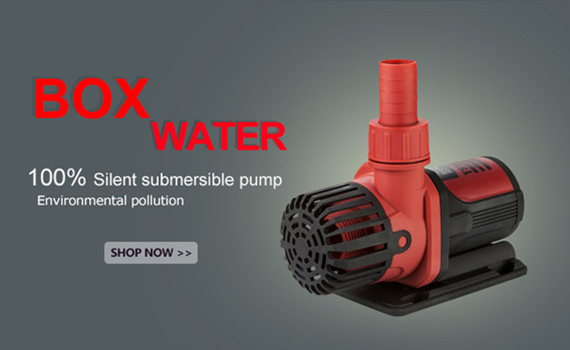 BOX
WATER
100% Silent submersible pump
Environmental pollution
SHOP NOW >>